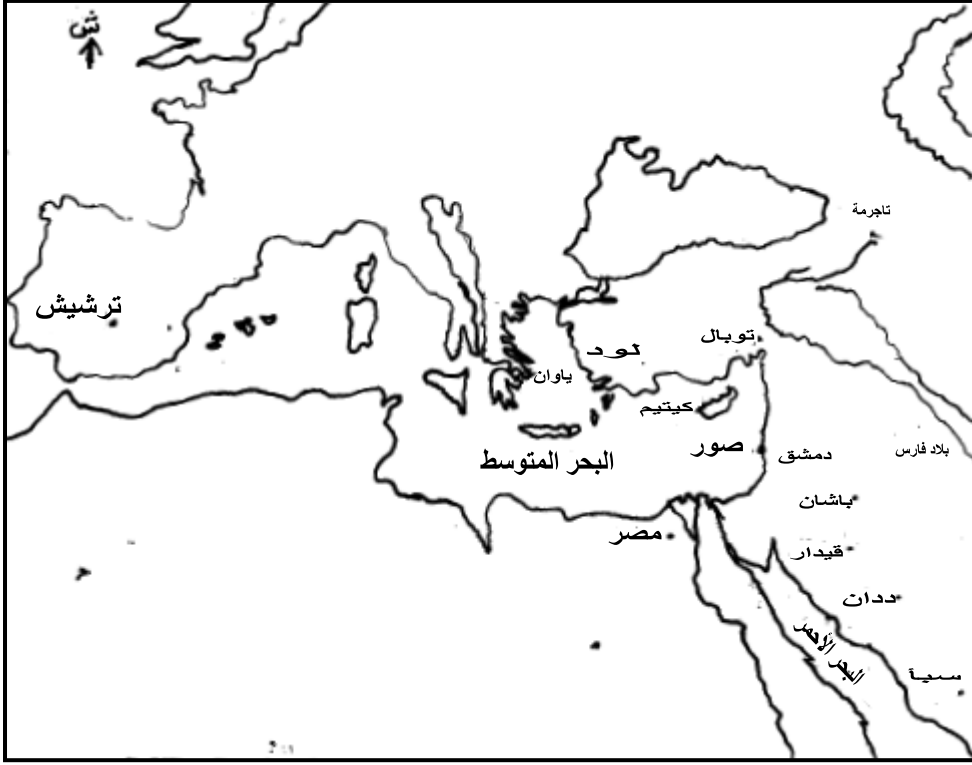 ش
تاجرمة
ترشيش
توبال
لود
ياوان
كيتيم
صور
دمشق
بلاد فارس
البحر المتوسط
باشان
مصر
قيدار
ددان
البحر الأحمر
سبأ